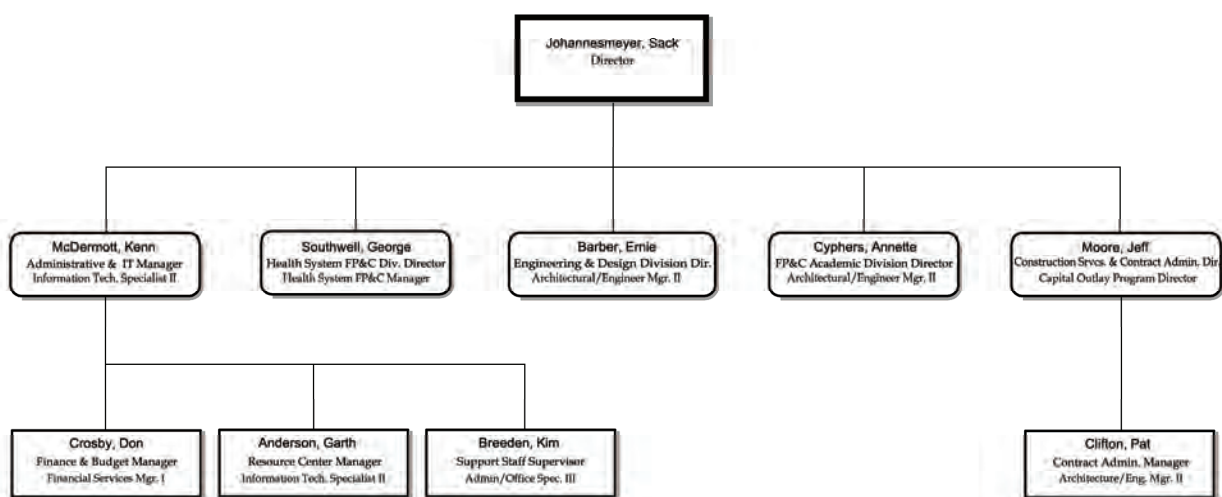 Johannesmeyer, Sack
Director
McDermott, Kenn
Administrative & IT Manager
Information Tech. Specialist II
Southwell, George
Health System FP&C Div. Director
Health System FP&C Manager
Barber, Ernie
Engineering & Design Division Dir.
Architectural/Engineer Mgr. II
Cyphers, Annette
FP&C Academic Division Director
Architectural/Engineer Mgr. II
Moore, Jeff
Construction Srvcs. & Contract Admin. Dir.
Capital Outlay Program Director
Crosby, Don
Finance & Budget Manager
Financial Services Mgr. I
Anderson, Garth
Resource Center Manager
Information Tech. Specialist II
Breeden, Kim
Support Staff Supervisor
Admin/Office Spec. III
Clifton, Pat
Contract Admin. Manager
Architecture/Eng. Mgr. II